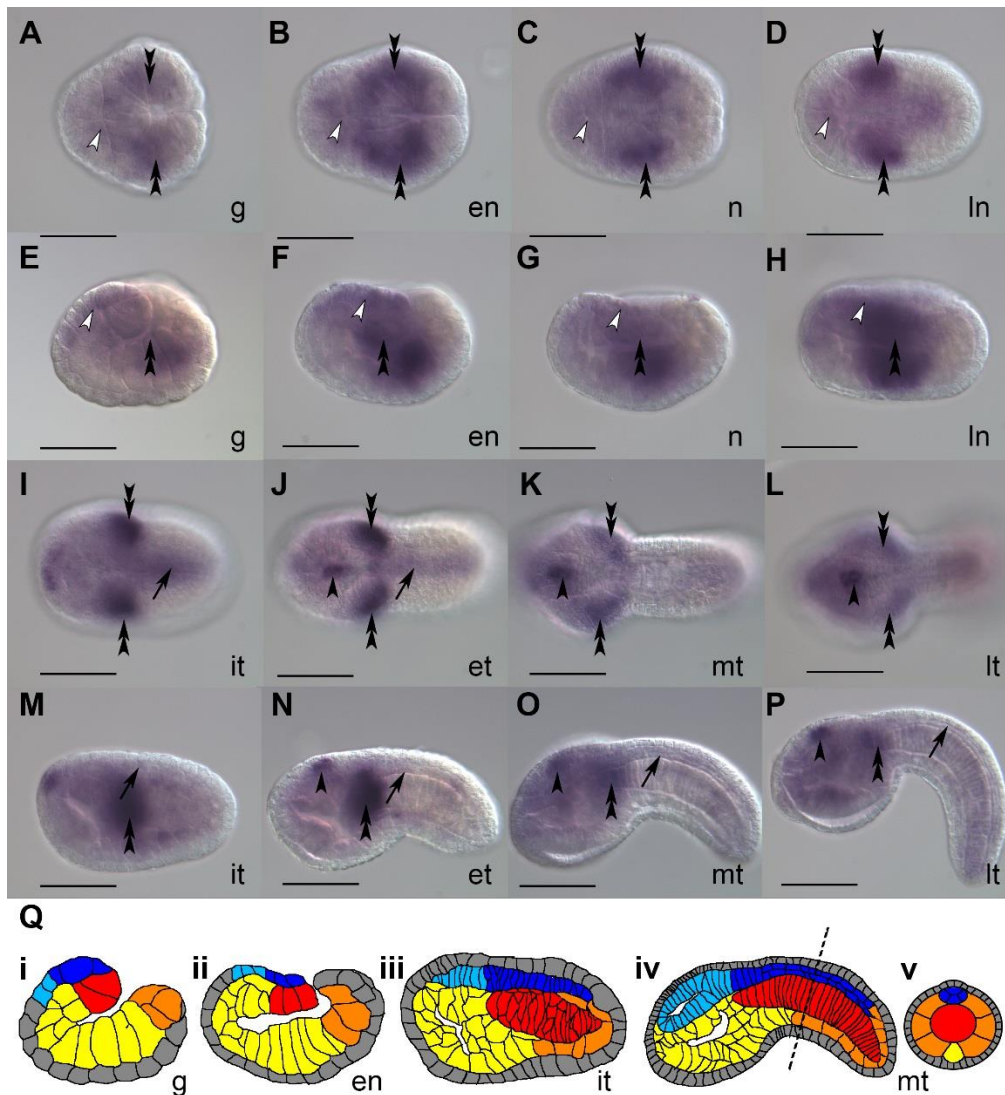 A B C D
g en n ln
E F G H
g en n ln
I J K L
it et mt lt
M N O P
it et mt lt
Q
i ii iii iv v
g en it mt